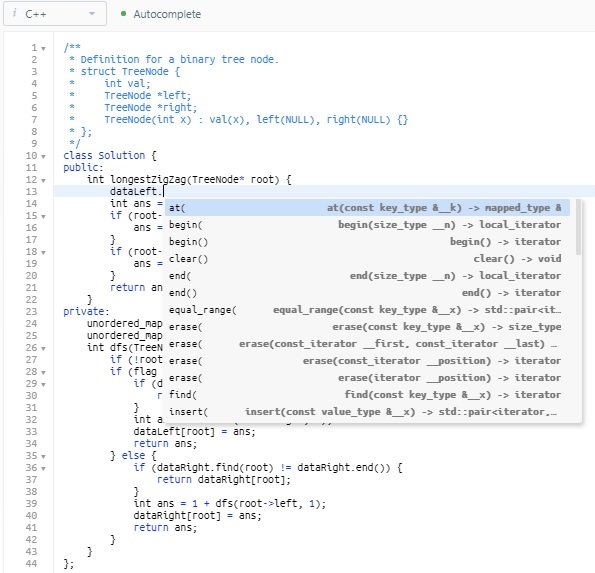 i C++ Autocomplete
1 /**
2 * Definition for a binary tree node.
3 * struct TreeNode {
4 *     int val;
5 *     TreeNode *left;
6 *     TreeNode *right;
7 *     TreeNode(int x) : val(x), left(NULL), right(NULL) {}
8 * };
9 */
10 class Solution {
11 public:
12     int longestZigZag(TreeNode* root) {
13         dataLeft.
14         int ans =
at( at(const key_type &__k) -> mapped_type &
15         if (root-
begin( begin(size_type __n) -> local_iterator
16             ans =
begin() begin() -> iterator
17         }
clear() clear() -> void
18         if (root-
end( end(size_type __n) -> local_iterator
19             ans =
end() end() -> iterator
20         }
equal_range( equal_range(const key_type &__x) -> std::pair<it…
21         return an
erase( erase(const key_type &__x) -> size_type
22     }
erase( erase(const_iterator __first, const_iterator __last) …
23 private:
erase( erase(const_iterator __position) -> iterator
24     unordered_map
erase( erase(iterator __position) -> iterator
25     unordered_map
find( find(const key_type &__x) -> iterator
26     int dfs(TreeN
insert( insert(const value_type &__x) -> std::pair<iterator,…
27         if (!root
28         if (flag
29             if (d
30                 r
31             }
32             int a
33             dataLeft[root] = ans;
34             return ans;
35         } else {
36             if (dataRight.find(root) != dataRight.end()) {
37                 return dataRight[root];
38             }
39             int ans = 1 + dfs(root->left, 1);
40             dataRight[root] = ans;
41             return ans;
42         }
43     }
44 };